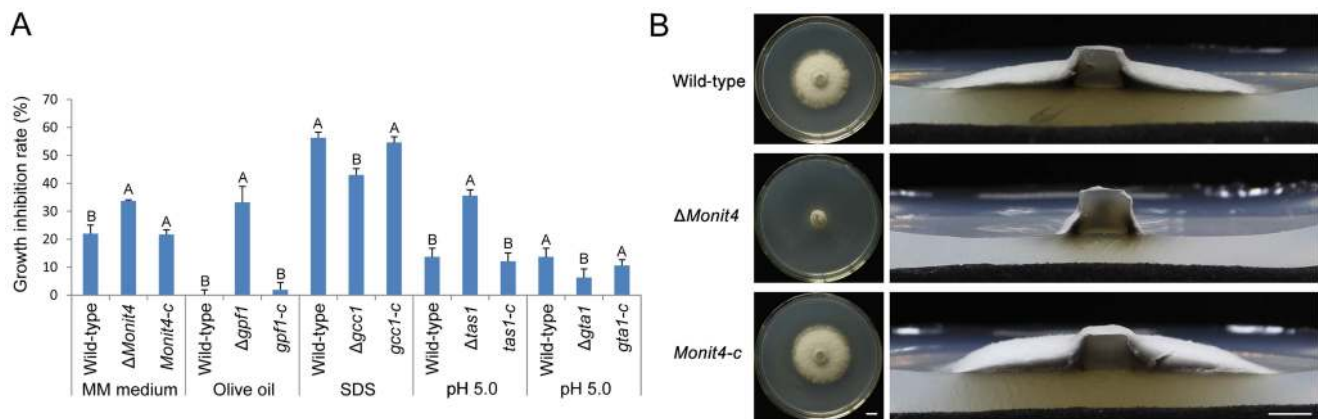 A
Growth inhibition rate (%)
70
60
50
40
30
20
10
0
B
A
A
B
A
B
A
B
A
B
A
B
A
B
A
Wild-type
ΔMonit4
Monit4-c
Wild-type
Δgpf1
gpf1-c
Wild-type
Δgcc1
gcc1-c
Wild-type
Δtas1
tas1-c
Wild-type
Δgta1
gta1-c
MM medium
Olive oil
SDS
pH 5.0
pH 5.0
B
Wild-type
ΔMonit4
Monit4-c